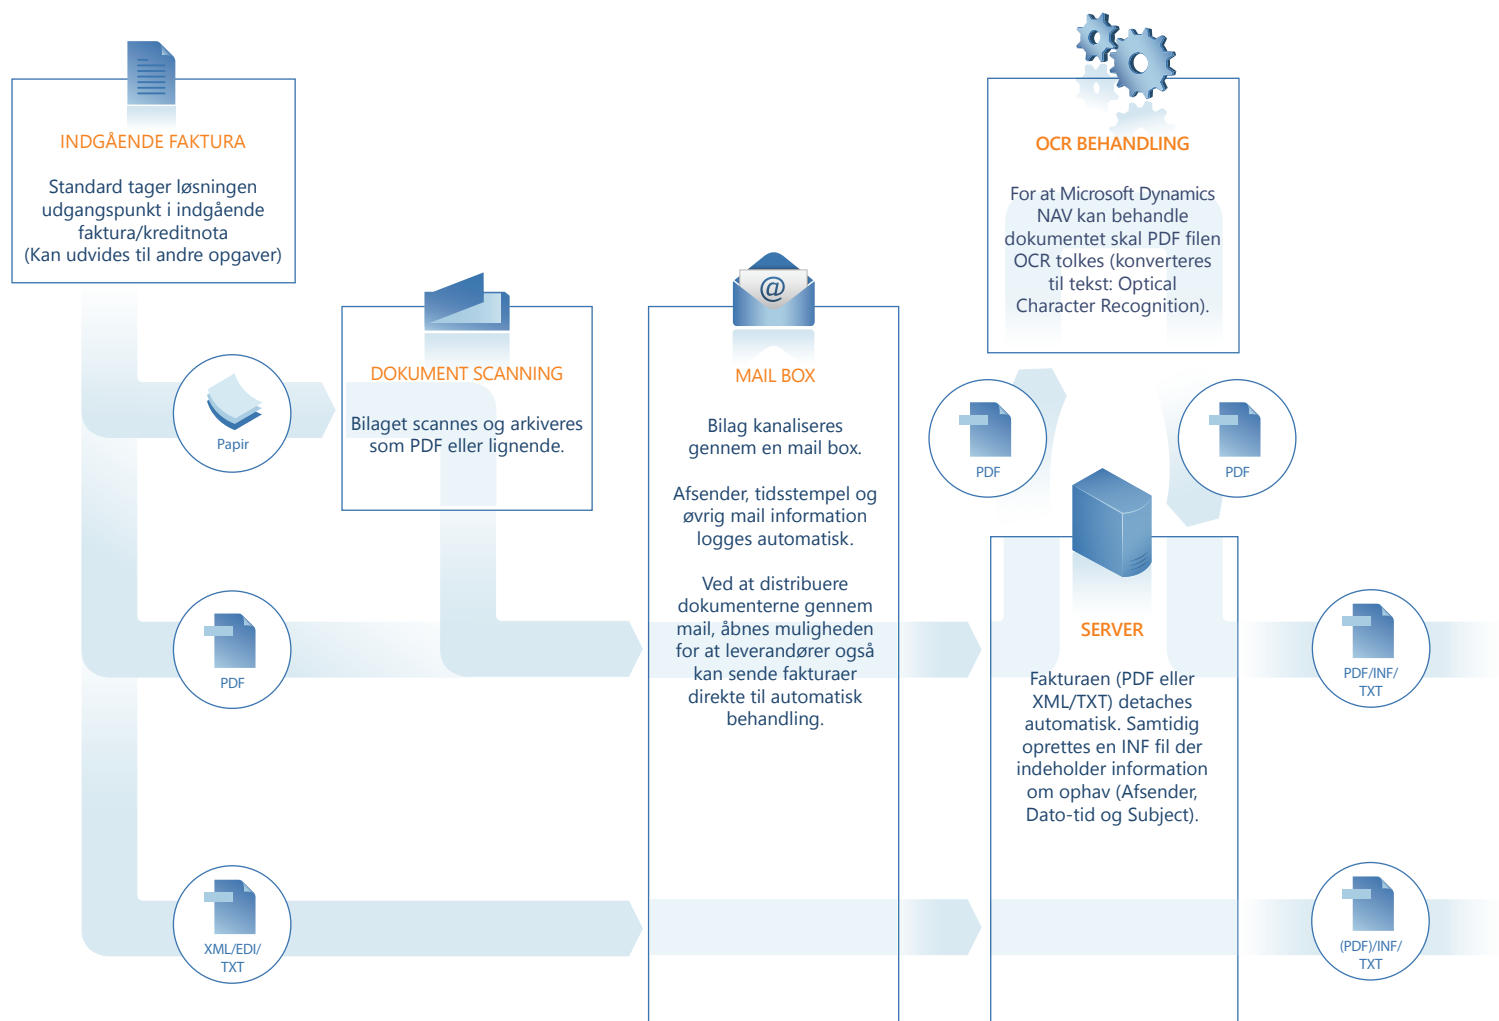 INDGÅENDE FAKTURA
Standard tager løsningen
udgangspunkt i indgående
faktura/kreditnota
(Kan udvides til andre opgaver)
Papir
PDF
XML/EDI/
TXT
DOKUMENT SCANNING
Bilaget scannes og arkiveres
som PDF eller lignende.
@
MAIL BOX
Bilag kanaliseres
gennem en mail box.
Afsender, tidsstempel og
øvrig mail information
logges automatisk.
Ved at distribuere
dokumenterne gennem
mail, åbnes muligheden
for at leverandører også
kan sende fakturaer
direkte til automatisk
behandling.
OCR BEHANDLING
For at Microsoft Dynamics
NAV kan behandle
dokumentet skal PDF filen
OCR tolkes (konverteres
til tekst: Optical
Character Recognition).
PDF
PDF
SERVER
Fakturaen (PDF eller
XML/TXT) detaches
automatisk. Samtidig
oprettes en INF fil der
indeholder information
om ophav (Afsender,
Dato-tid og Subject).
PDF/INF/
TXT
(PDF)/INF/
TXT